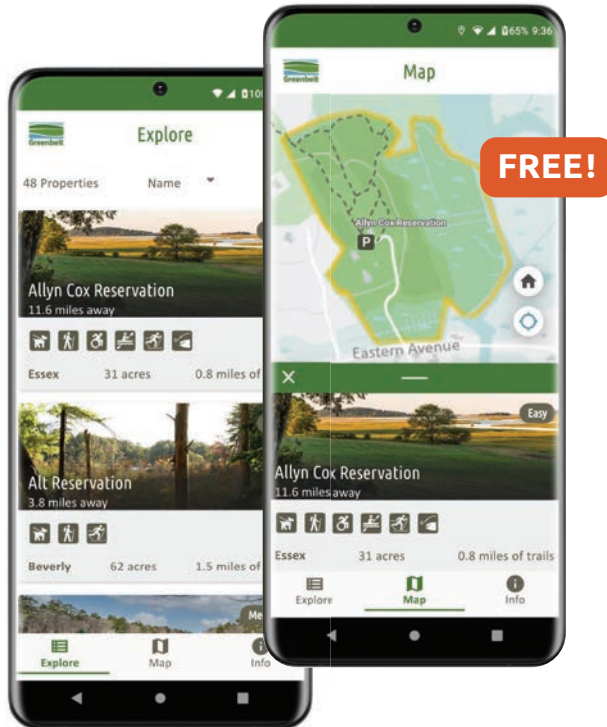 Greenbelt
Explore
48 Properties Name
Allyn Cox Reservation
11.6 miles away
Essex 31 acres 0.8 miles of
Alt Reservation
3.8 miles away
Beverly 62 acres 1.5 miles of
Me
Explore Map Info
65% 9:36
Greenbelt
Map
FREE!
Allyn Cox Reservation
P
Eastern Avenue
Easy
Allyn Cox Reservation
11.6 miles away
Essex 31 acres 0.8 miles of trails
Explore Map Info